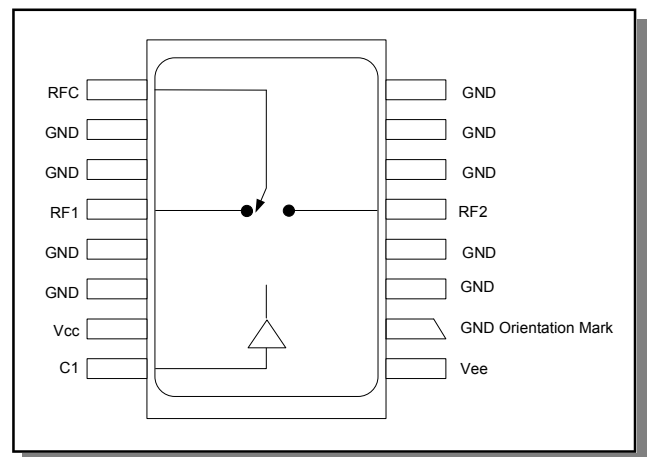 RFC
GND
GND
RF1
GND
GND
Vcc
C1
GND
GND
GND
RF2
GND
GND
GND Orientation Mark
Vee